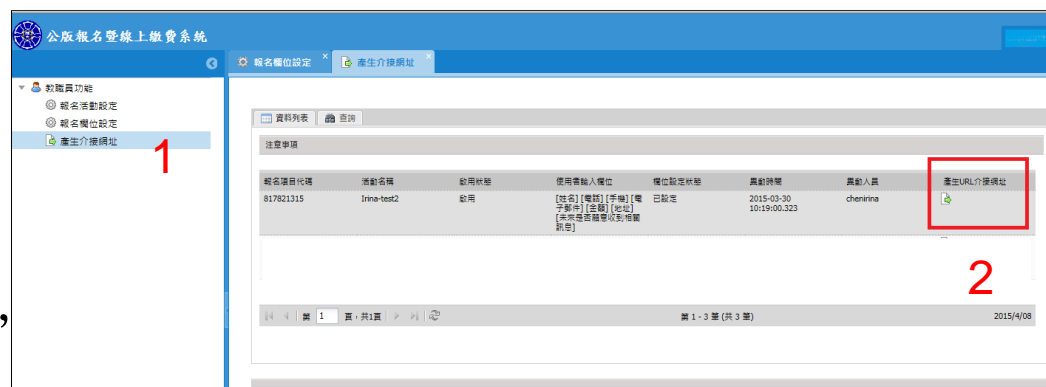 公版報名暨線上繳費系統
報名欄位設定 產生介接網址
教職員功能
報名活動設定
報名欄位設定
產生介接網址
1
資料列表 查詢
注意事項
報名項目代碼 活動名稱 啟用狀態 使用者輸入欄位 欄位設定狀態 異動時間 異動人員 產生URL介接網址
817821315 Irina-test2 啟用 [姓名] [電話] [手機] [電 已設定 2015-03-30 chenirina
子郵件] [金額] [地址] 10:19:00.323
[未來是否願意收到相關
訊息]
2
,
第 1 頁,共1頁 第 1 - 3 筆 (共 3 筆) 2015/4/08